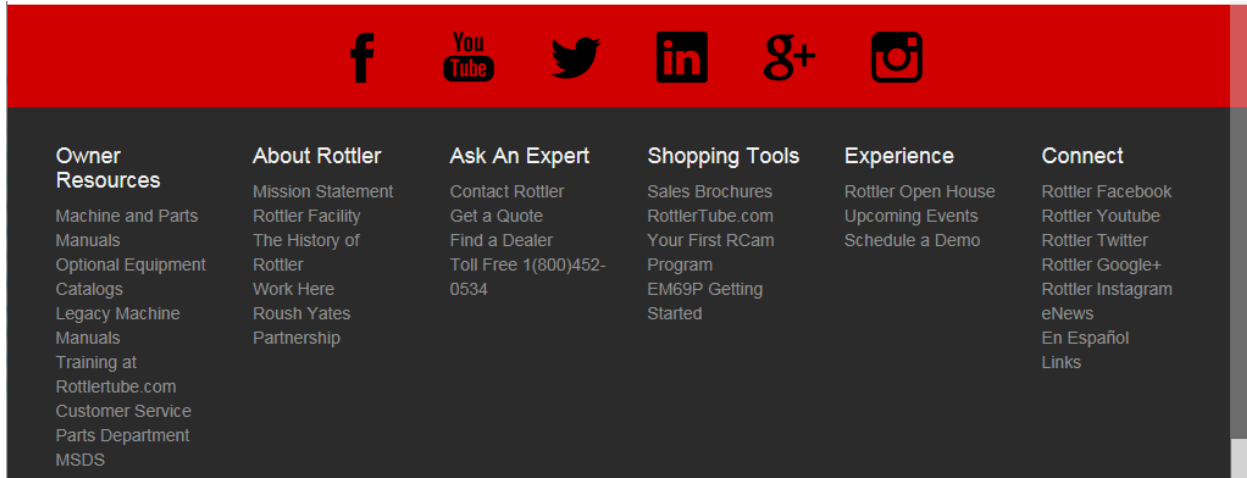 f
You
Tube
in
g+
Owner
Resources
Machine and Parts
Manuals
Optional Equipment
Catalogs
Legacy Machine
Manuals
Training at
Rottlertube.com
Customer Service
Parts Department
MSDS
About Rottler
Mission Statement
Rottler Facility
The History of
Rottler
Work Here
Roush Yates
Partnership
Ask An Expert
Contact Rottler
Get a Quote
Find a Dealer
Toll Free 1(800)452-
0534
Shopping Tools
Sales Brochures
RottlerTube.com
Your First RCam
Program
EM69P Getting
Started
Experience
Rottler Open House
Upcoming Events
Schedule a Demo
Connect
Rottler Facebook
Rottler Youtube
Rottler Twitter
Rottler Google+
Rottler Instagram
eNews
En Español
Links